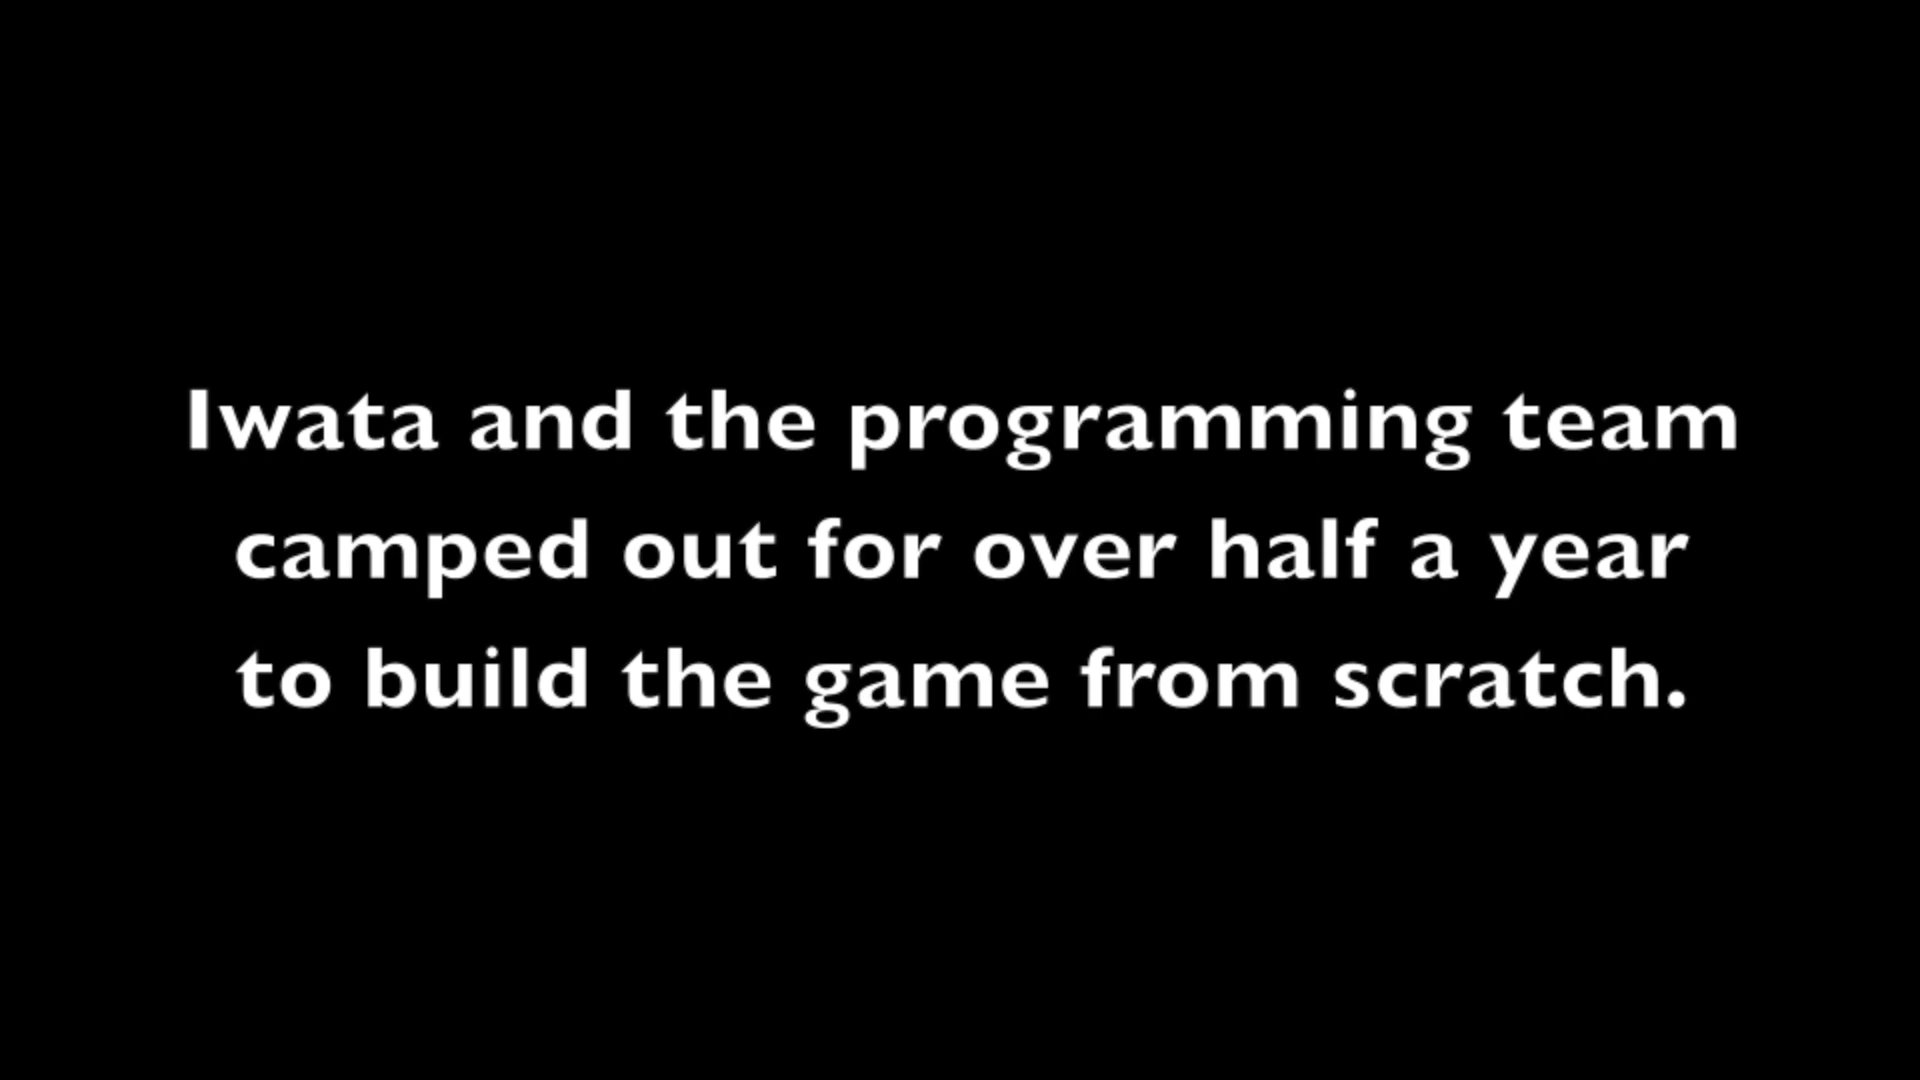 Iwata and the programming team
camped out for over half a year
to build the game from scratch.